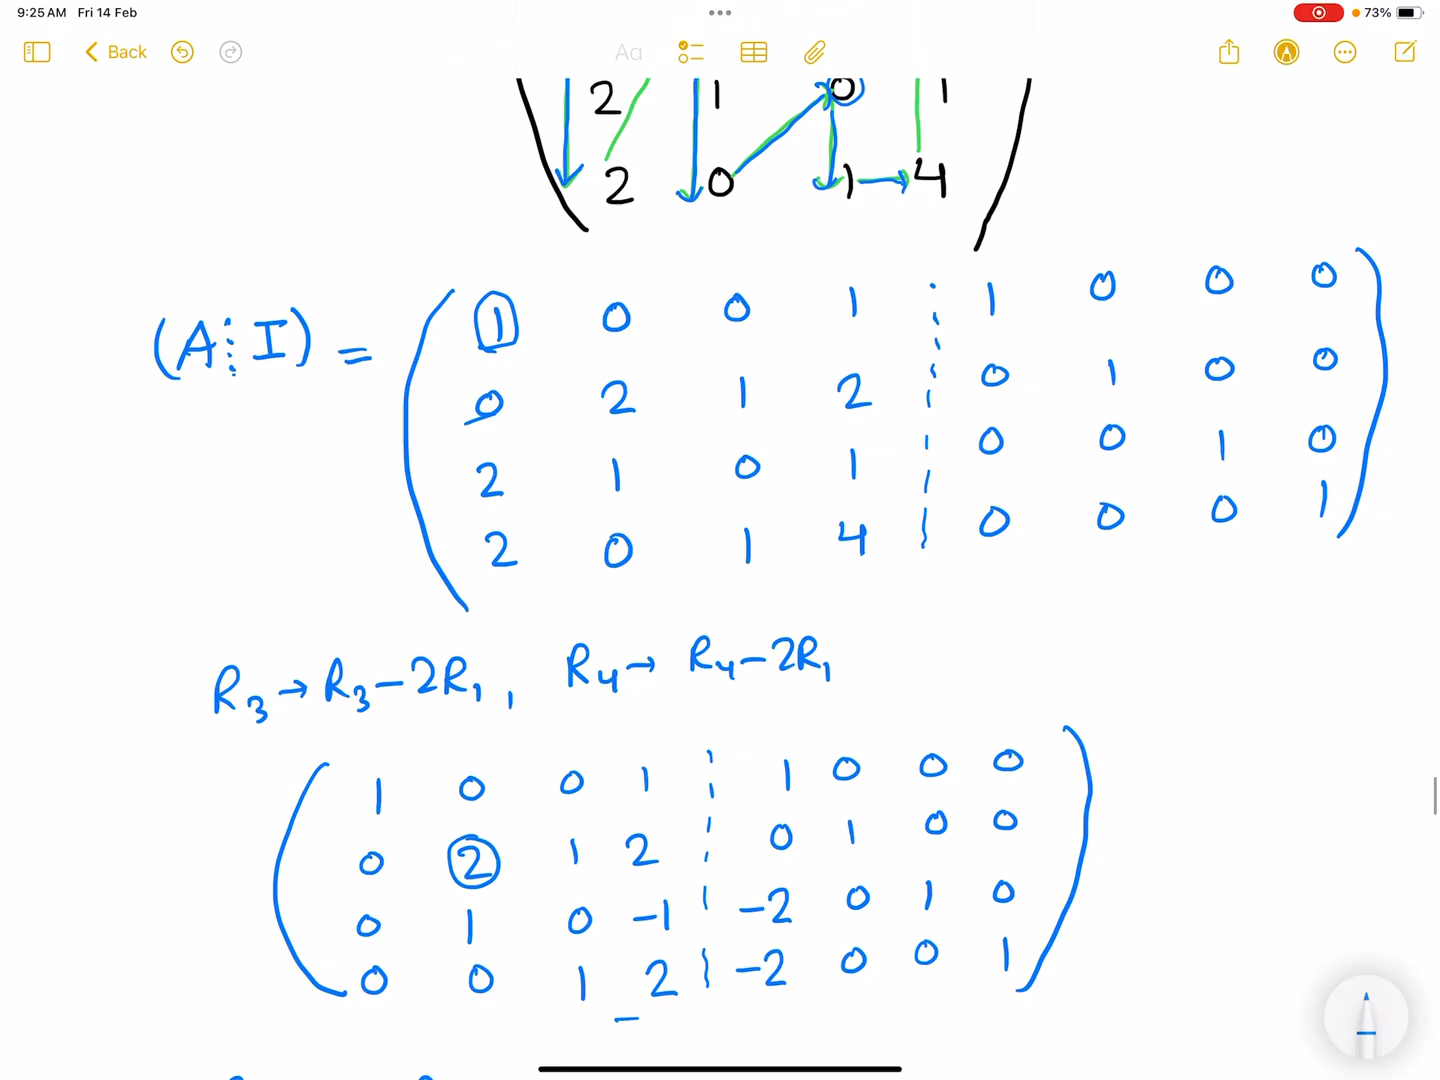 9:25 AM Fri 14 Feb
73%
Back
Aa
2 1 0 1
2 0 1 4
(A ⋮ I) =
1 0 0 1 ⋮ 1 0 0 0
0 2 1 2 ⋮ 0 1 0 0
2 1 0 1 ⋮ 0 0 1 0
2 0 1 4 ⋮ 0 0 0 1
R₃ → R₃ − 2R₁, R₄ → R₄ − 2R₁
1 0 0 1 ⋮ 1 0 0 0
0 2 1 2 ⋮ 0 1 0 0
0 1 0 −1 ⋮ −2 0 1 0
0 0 1 2 ⋮ −2 0 0 1